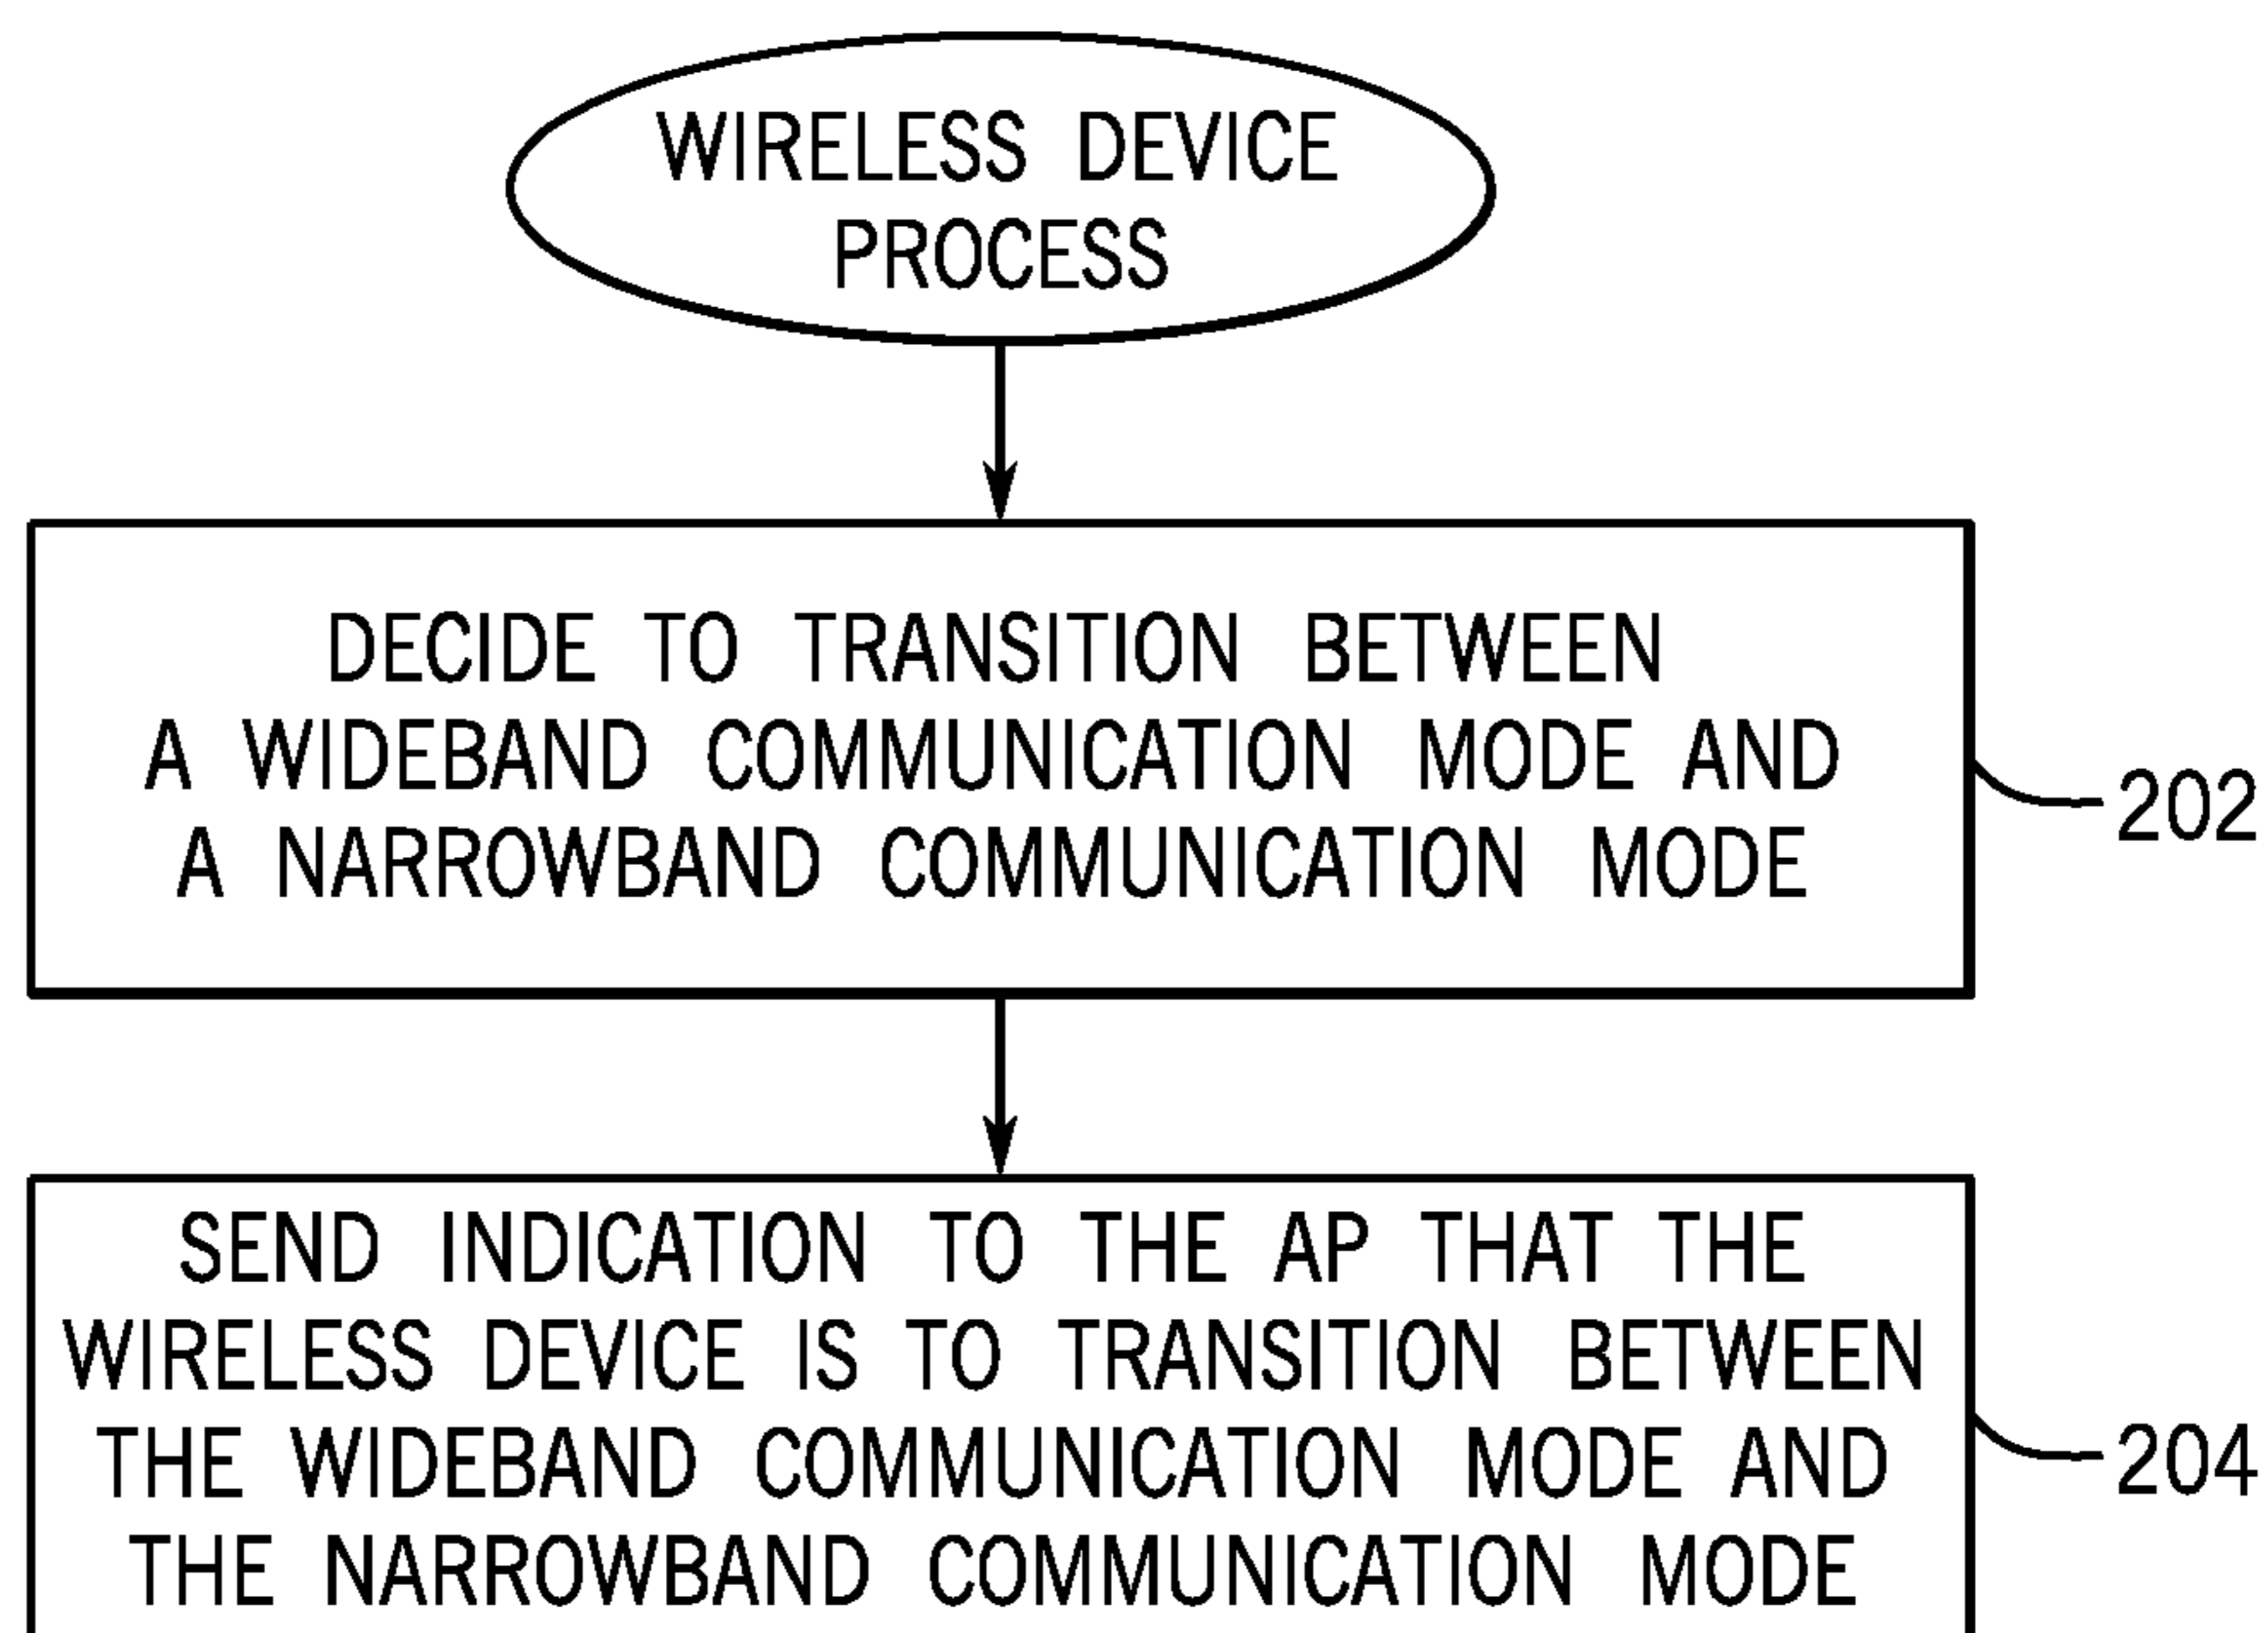 WIRELESS DEVICE
PROCESS
DECIDE TO TRANSITION BETWEEN
A WIDEBAND COMMUNICATION MODE AND
A NARROWBAND COMMUNICATION MODE
202
SEND INDICATION TO THE AP THAT THE
WIRELESS DEVICE IS TO TRANSITION BETWEEN
THE WIDEBAND COMMUNICATION MODE AND
THE NARROWBAND COMMUNICATION MODE
204